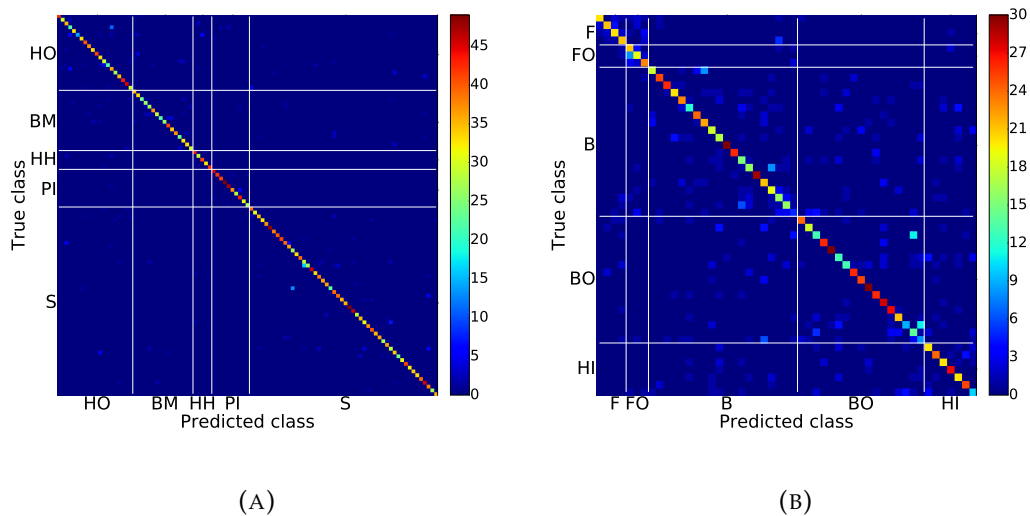 HO
BM
HH
PI
S
True class
HO BM HH PI S
Predicted class
45
40
35
30
25
20
15
10
5
0
(A)
F
FO
B
BO
HI
True class
F FO B BO HI
Predicted class
30
27
24
21
18
15
12
9
6
3
0
(B)